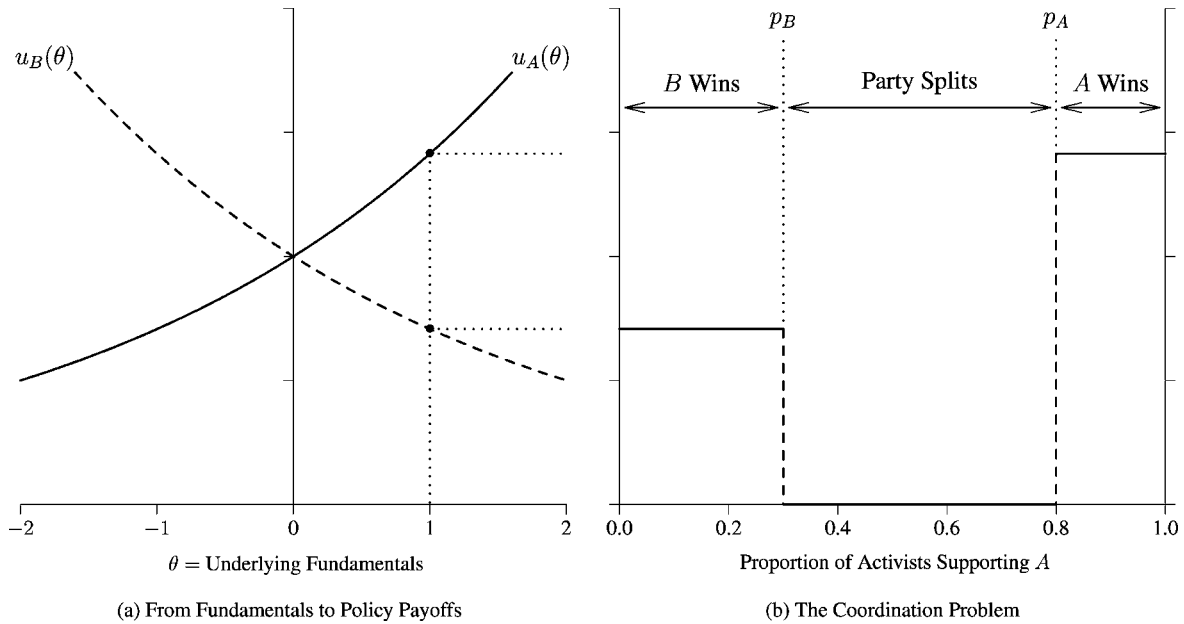 u_B(θ)
u_A(θ)
−2
−1
0
1
2
θ = Underlying Fundamentals
(a) From Fundamentals to Policy Payoffs
p_B
p_A
B Wins
Party Splits
A Wins
0.0
0.2
0.4
0.6
0.8
1.0
Proportion of Activists Supporting A
(b) The Coordination Problem